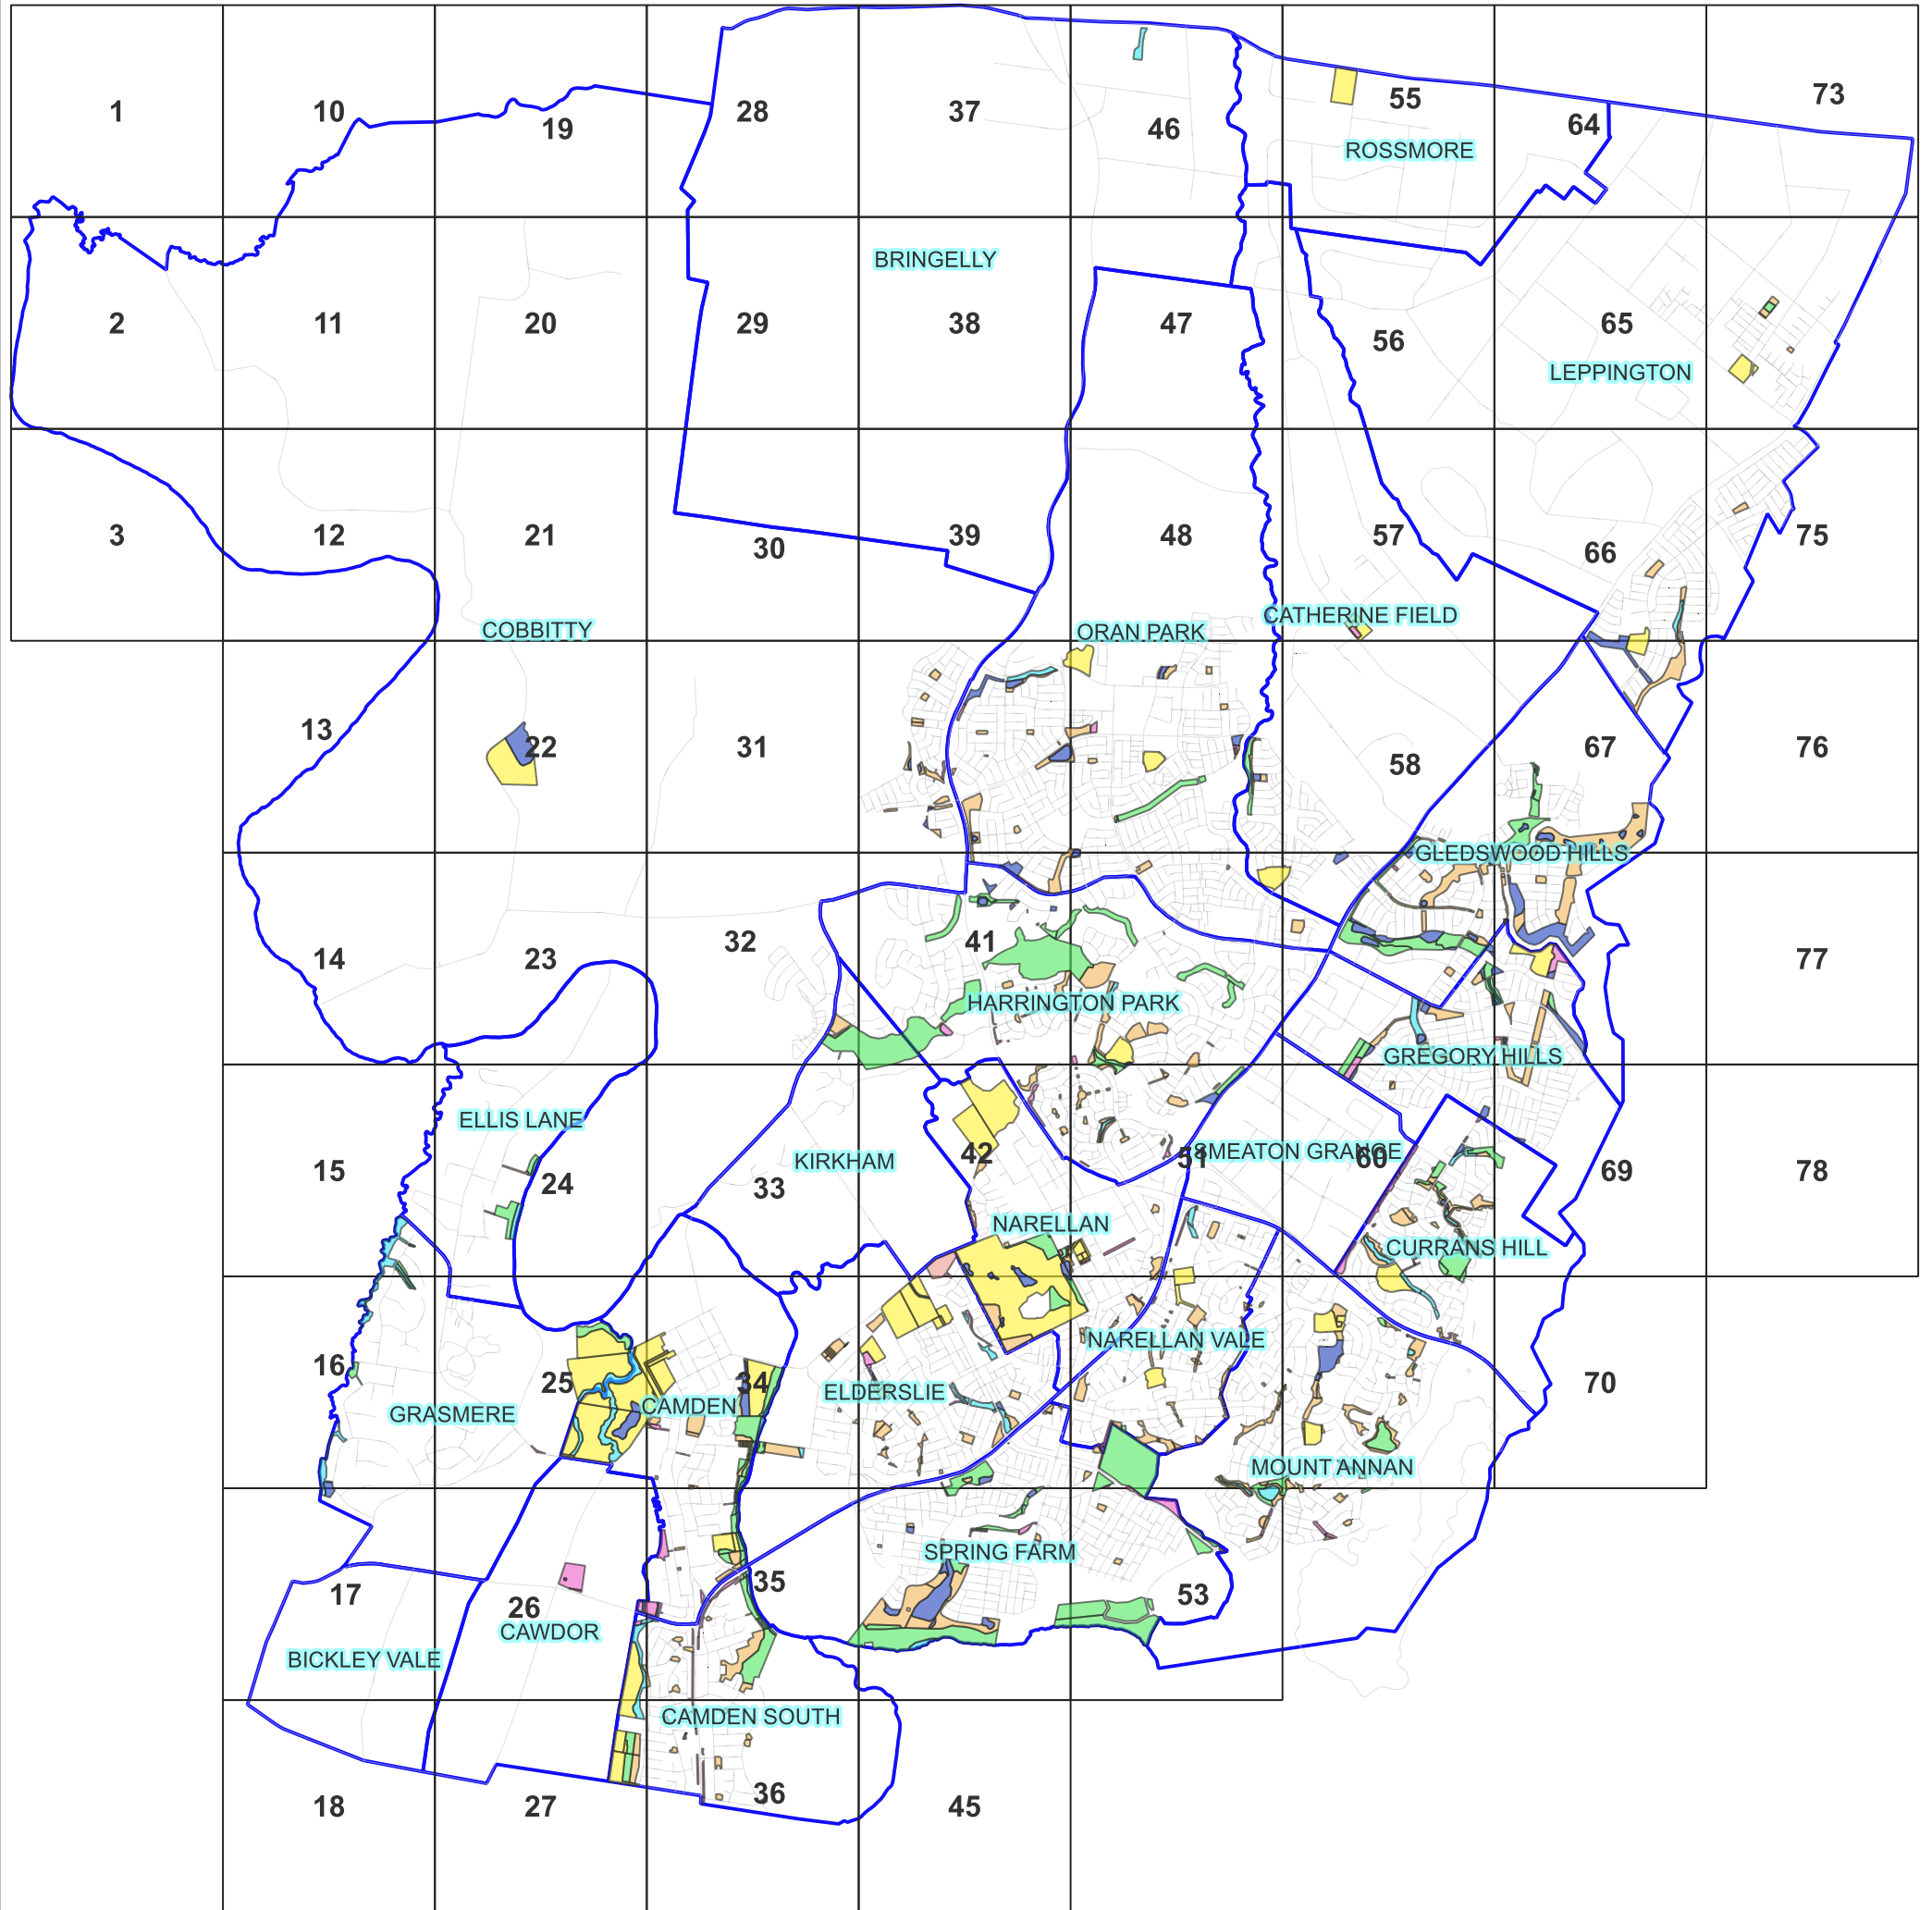 1 10 19 28 37 46 55 64 73
ROSSMORE
BRINGELLY
2 11 20 29 38 47 56 65
LEPPINGTON
3 12 21 30 39 48 57 66 75
COBBITTY ORAN PARK CATHERINE FIELD
13 22 31 58 67 76
GLEDSWOOD HILLS
14 23 32 41 77
HARRINGTON PARK
GREGORY HILLS
ELLIS LANE
15 24 KIRKHAM 33 42 51 SMEATON GRANGE 60 69 78
NARELLAN
CURRANS HILL
NARELLAN VALE
16 25 34 70
GRASMERE CAMDEN ELDERSLIE
MOUNT ANNAN
SPRING FARM
17 26 35 53
CAWDOR
BICKLEY VALE
CAMDEN SOUTH
18 27 36 45